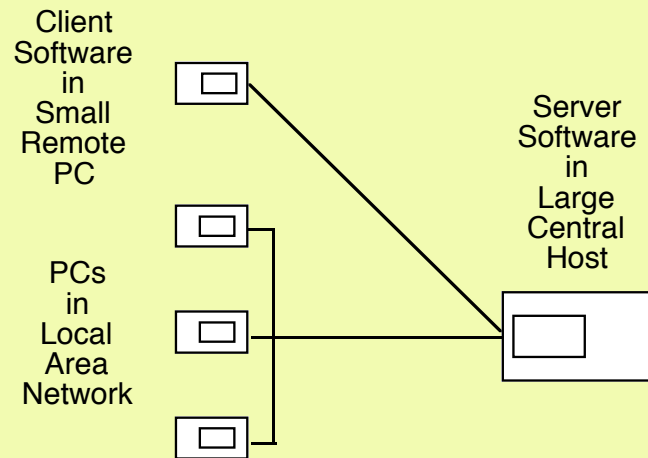 Client
Software
in
Small
Remote
PC
PCs
in
Local
Area
Network
Server
Software
in
Large
Central
Host